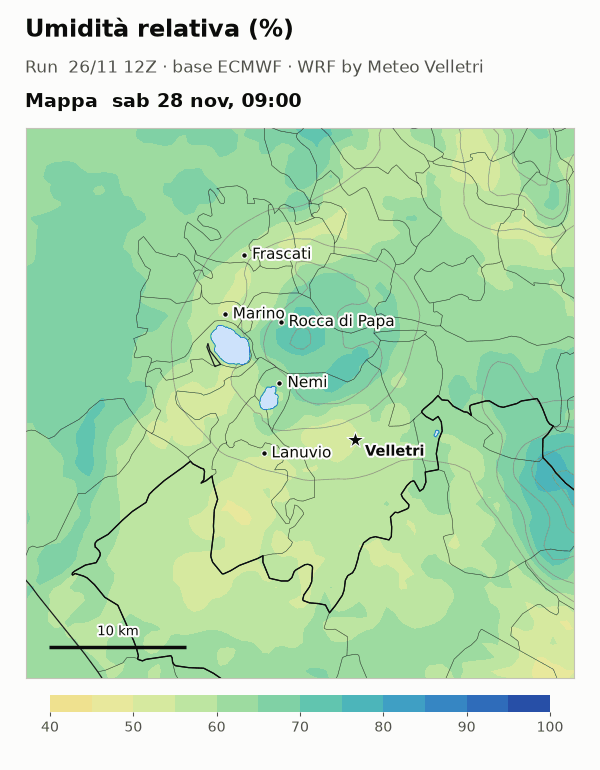 Umidità relativa (%)
Run  26/11 12Z · base ECMWF · WRF by Meteo Velletri
Mappa  sab 28 nov, 09:00
Frascati
Marino
Rocca di Papa
Nemi
Velletri
Lanuvio
10 km
40 50 60 70 80 90 100